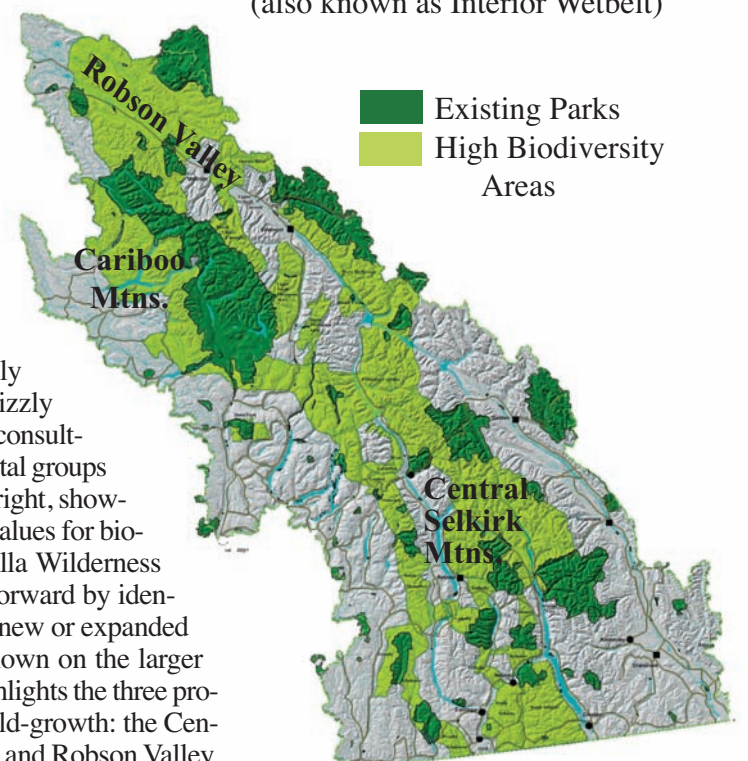 (also known as Interior Wetbelt)
Existing Parks
High Biodiversity
Areas
Robson Valley
Cariboo
Mtns.
Central
Selkirk
Mtns.
ly
izzly
consult-
tal groups
right, show-
alues for bio-
lla Wilderness
orward by iden-
new or expanded
own on the larger
hlights the three pro-
ld-growth: the Cen-
and Robson Valley